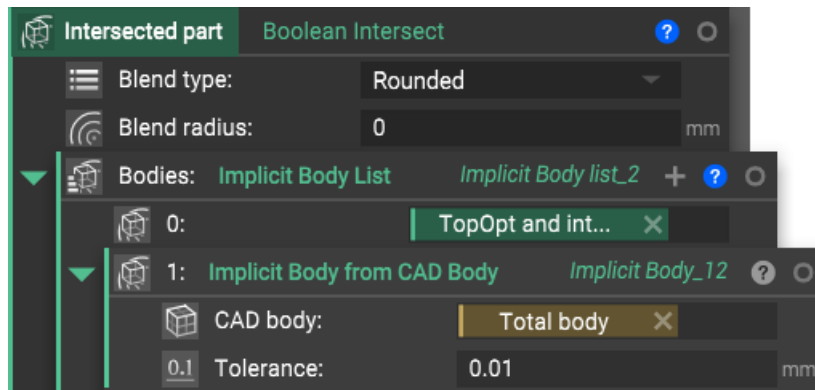 Intersected part Boolean Intersect ?
Blend type: Rounded
Blend radius: 0 mm
Bodies: Implicit Body List Implicit Body list_2 + ?
0: TopOpt and int... ×
1: Implicit Body from CAD Body Implicit Body_12 ?
CAD body: Total body ×
0.1 Tolerance: 0.01 mm